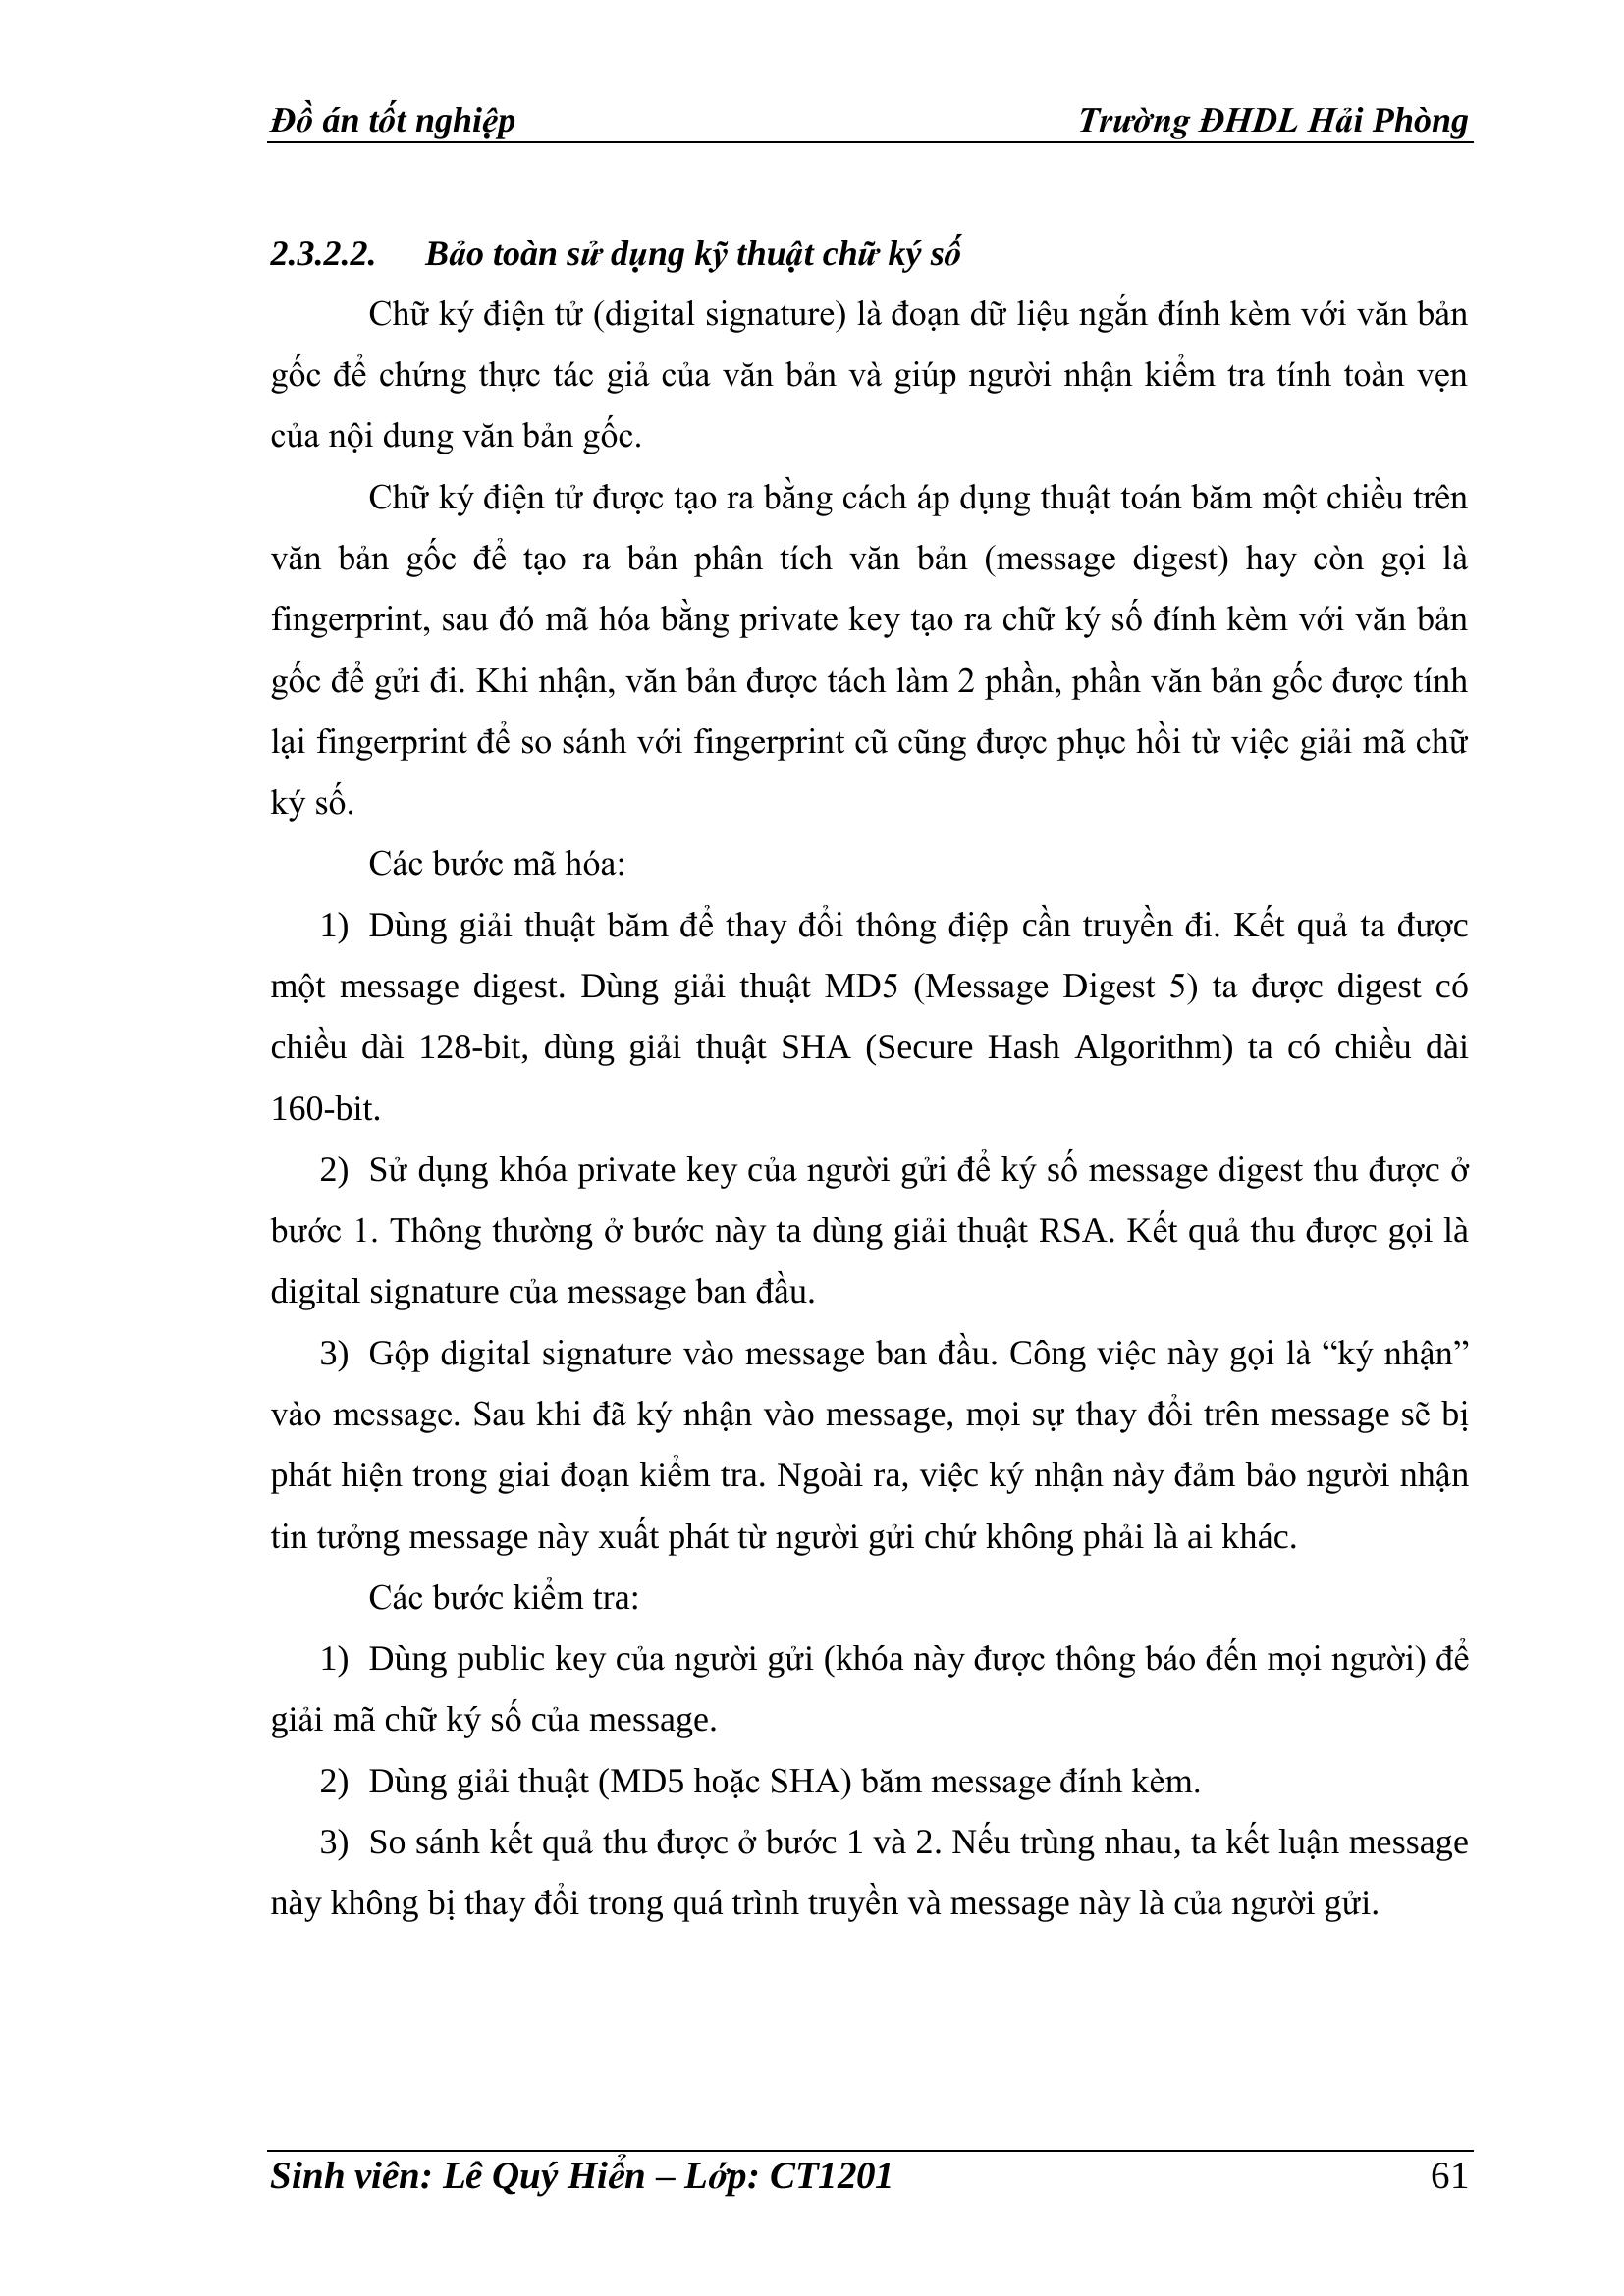 Đồ án tốt nghiệp Trường ĐHDL Hải Phòng
2.3.2.2. Bảo toàn sử dụng kỹ thuật chữ ký số
Chữ ký điện tử (digital signature) là đoạn dữ liệu ngắn đính kèm với văn bản
gốc để chứng thực tác giả của văn bản và giúp người nhận kiểm tra tính toàn vẹn
của nội dung văn bản gốc.
Chữ ký điện tử được tạo ra bằng cách áp dụng thuật toán băm một chiều trên
văn bản gốc để tạo ra bản phân tích văn bản (message digest) hay còn gọi là
fingerprint, sau đó mã hóa bằng private key tạo ra chữ ký số đính kèm với văn bản
gốc để gửi đi. Khi nhận, văn bản được tách làm 2 phần, phần văn bản gốc được tính
lại fingerprint để so sánh với fingerprint cũ cũng được phục hồi từ việc giải mã chữ
ký số.
Các bước mã hóa:
1) Dùng giải thuật băm để thay đổi thông điệp cần truyền đi. Kết quả ta được
một message digest. Dùng giải thuật MD5 (Message Digest 5) ta được digest có
chiều dài 128-bit, dùng giải thuật SHA (Secure Hash Algorithm) ta có chiều dài
160-bit.
2) Sử dụng khóa private key của người gửi để ký số message digest thu được ở
bước 1. Thông thường ở bước này ta dùng giải thuật RSA. Kết quả thu được gọi là
digital signature của message ban đầu.
3) Gộp digital signature vào message ban đầu. Công việc này gọi là “ký nhận”
vào message. Sau khi đã ký nhận vào message, mọi sự thay đổi trên message sẽ bị
phát hiện trong giai đoạn kiểm tra. Ngoài ra, việc ký nhận này đảm bảo người nhận
tin tưởng message này xuất phát từ người gửi chứ không phải là ai khác.
Các bước kiểm tra:
1) Dùng public key của người gửi (khóa này được thông báo đến mọi người) để
giải mã chữ ký số của message.
2) Dùng giải thuật (MD5 hoặc SHA) băm message đính kèm.
3) So sánh kết quả thu được ở bước 1 và 2. Nếu trùng nhau, ta kết luận message
này không bị thay đổi trong quá trình truyền và message này là của người gửi.
Sinh viên: Lê Quý Hiển – Lớp: CT1201 61